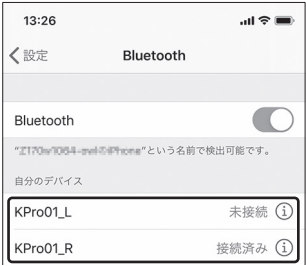 13:26
設定
Bluetooth
Bluetooth
"という名前で検出可能です。
自分のデバイス
KPro01_L 未接続
KPro01_R 接続済み